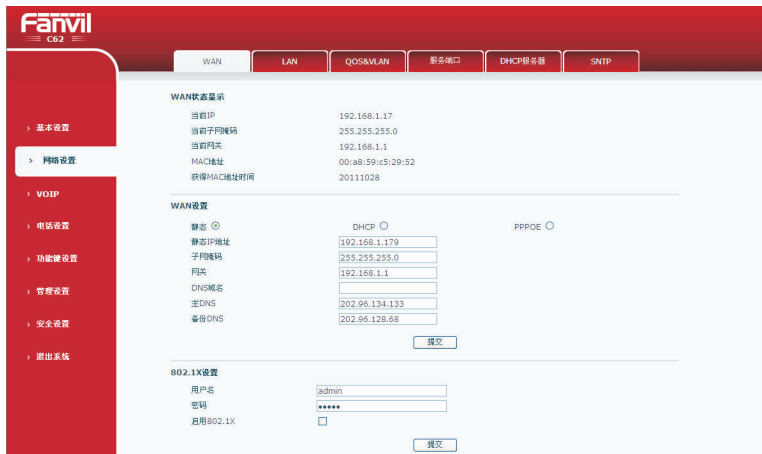 Fanvil
C62
WAN LAN QOS&VLAN 服务端口 DHCP服务器 SNTP
基本设置
网络设置
VOIP
电话设置
功能键设置
管理设置
安全设置
退出系统
WAN状态显示
当前IP 192.168.1.17
当前子网掩码 255.255.255.0
当前网关 192.168.1.1
MAC地址 00:a8:59:c5:29:52
获得MAC地址时间 20111028
WAN设置
静态 DHCP PPPOE
静态IP地址 192.168.1.179
子网掩码 255.255.255.0
网关 192.168.1.1
DNS域名
主DNS 202.96.134.133
备份DNS 202.96.128.68
提交
802.1X设置
用户名 admin
密码 •••••
启用802.1X
提交